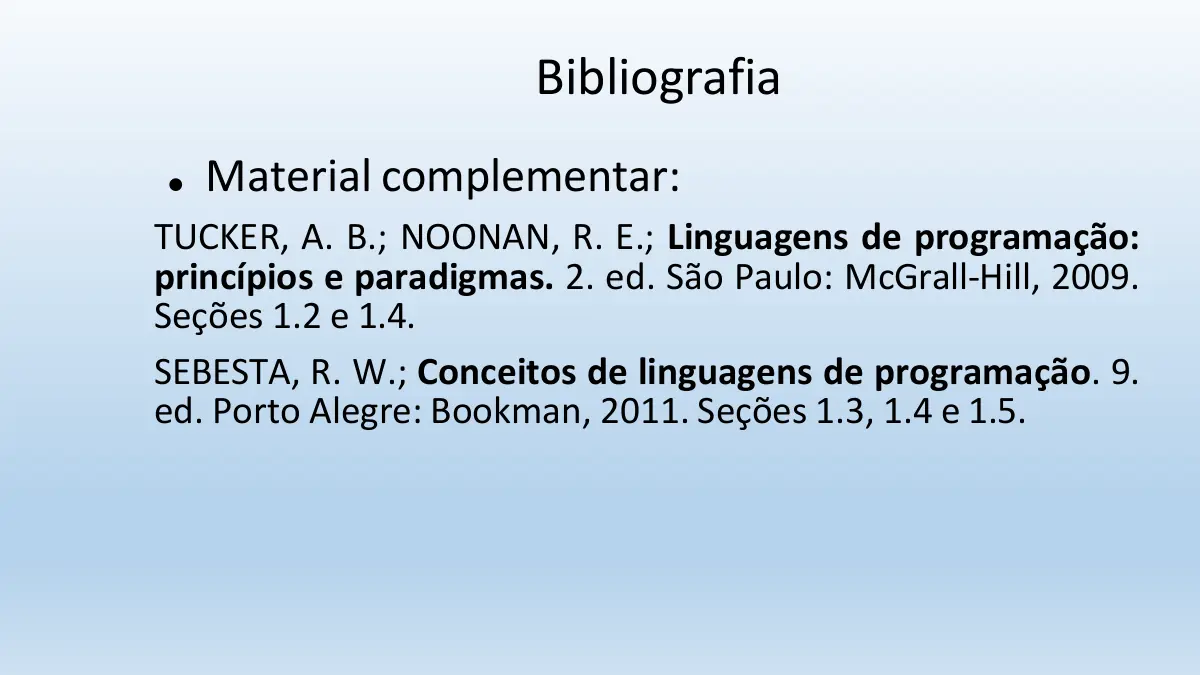 Bibliografia
● Material complementar:
TUCKER, A. B.; NOONAN, R. E.; Linguagens de programação:
princípios e paradigmas. 2. ed. São Paulo: McGrall-Hill, 2009.
Seções 1.2 e 1.4.
SEBESTA, R. W.; Conceitos de linguagens de programação. 9.
ed. Porto Alegre: Bookman, 2011. Seções 1.3, 1.4 e 1.5.